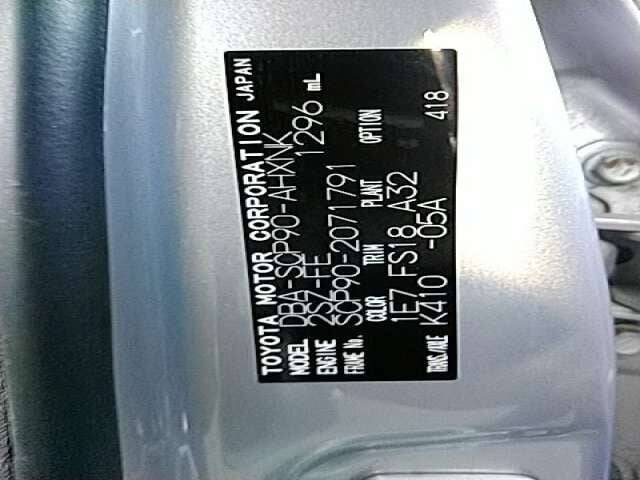 TOYOTA MOTOR CORPORATION JAPAN
MODEL DBA-SCP90-AHXNK
ENGINE 2SZ-FE 1296 mL
FRAME No. SCP90-2071791
COLOR TRIM PLANT OPTION
1E7 FS18 A32
TRANS./AXLE K410 -05A 418